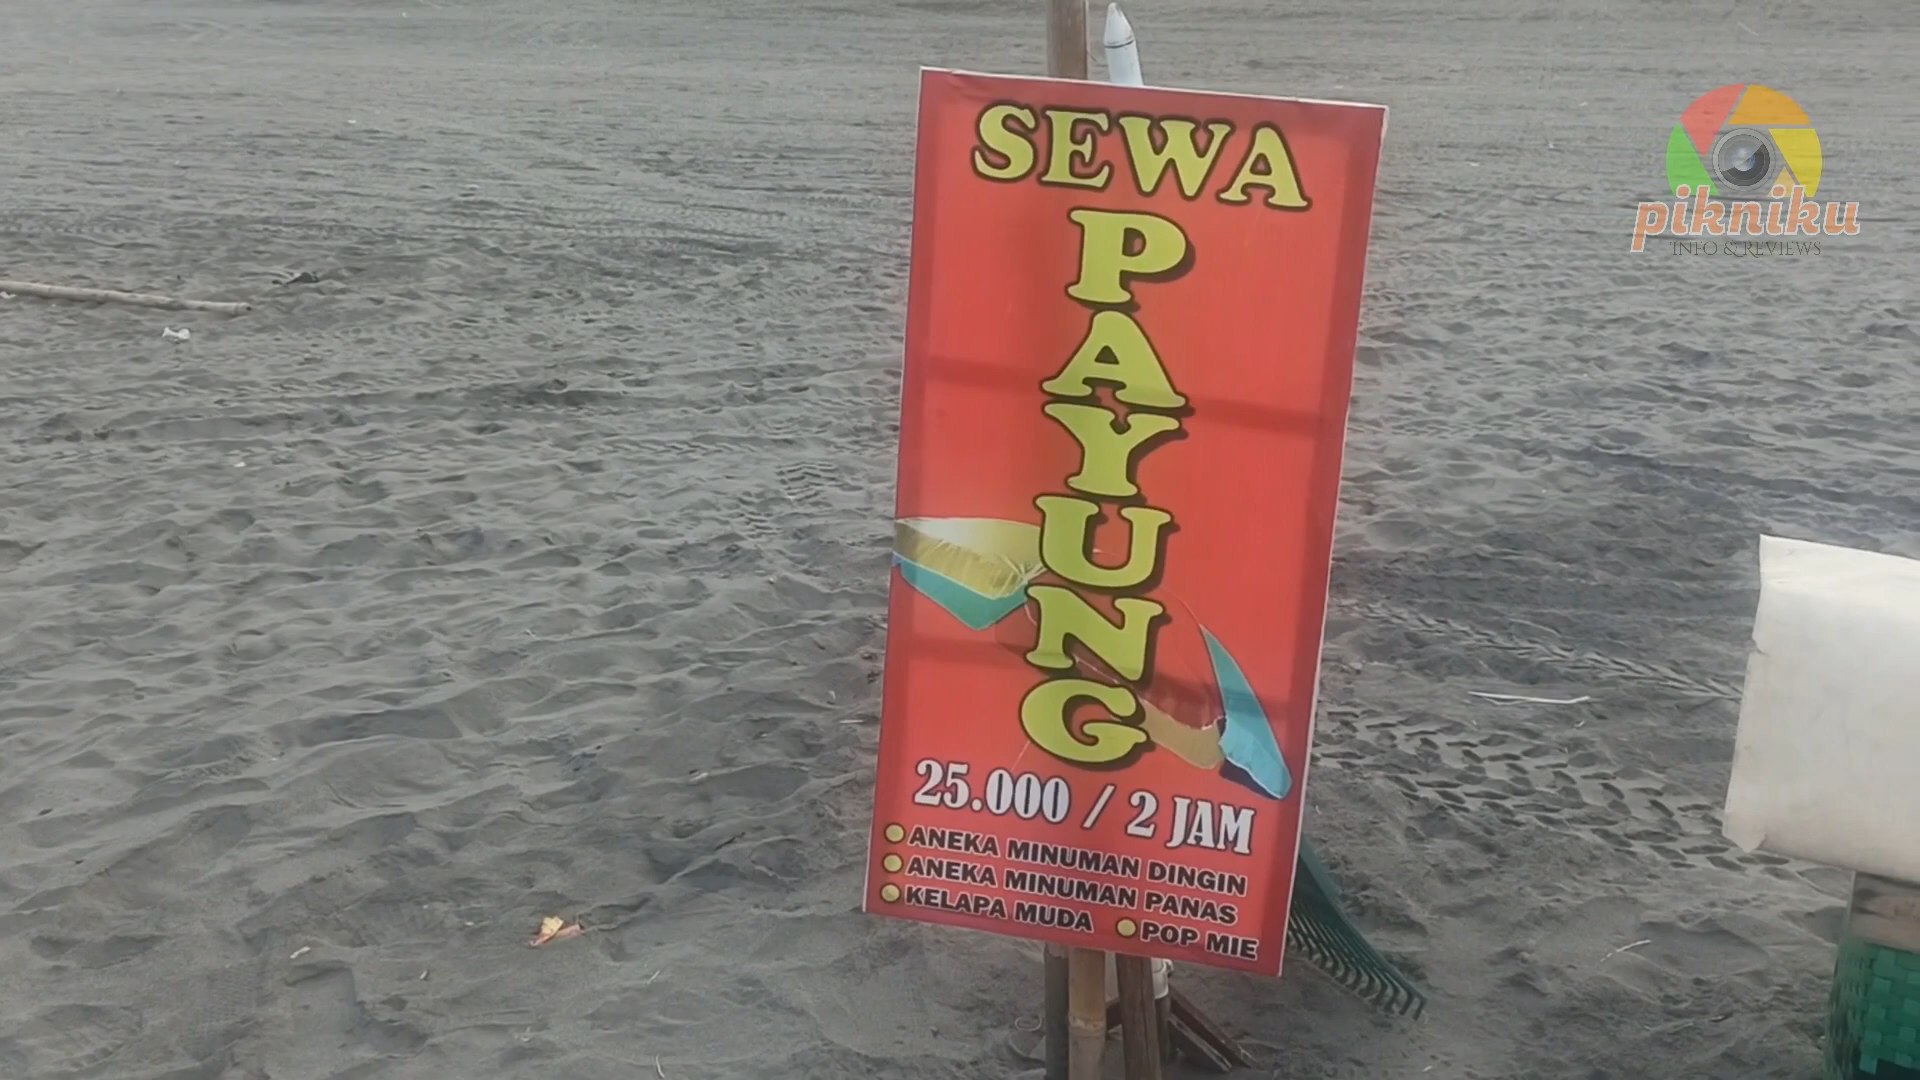 SEWA
PAYUNG
25.000 / 2 JAM
ANEKA MINUMAN DINGIN
ANEKA MINUMAN PANAS
KELAPA MUDA POP MIE
pikniku
INFO & REVIEWS